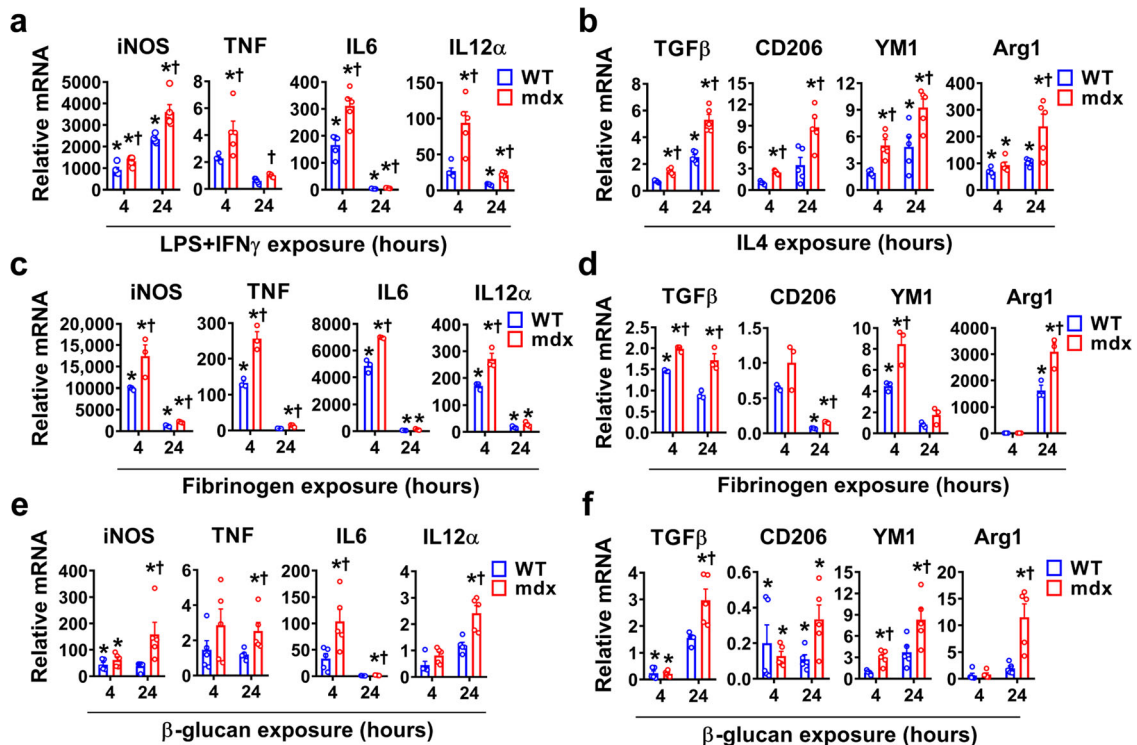 a
iNOS TNF IL6 IL12α
WT
mdx
Relative mRNA
5000 4000 3000 2000 1000 0
8 6 4 2 0
400 300 200 100 0
150 100 50 0
* *† * *†
*† †
* *† * *†
*† * *†
4 24 4 24 4 24 4 24
LPS+IFNγ exposure (hours)
b
TGFβ CD206 YM1 Arg1
WT
mdx
Relative mRNA
8 6 4 2 0
15 12 9 6 3 0
12 9 6 3 0
400 300 200 100 0
*† * *†
*† *†
*† * *†
* * * *†
4 24 4 24 4 24 4 24
IL4 exposure (hours)
c
iNOS TNF IL6 IL12α
WT
mdx
Relative mRNA
20,000 15,000 10000 5000 0
300 200 100 0
8000 6000 4000 2000 0
400 300 200 100 0
* *† * *†
* *† *†
* *† * *
* *† * *
4 24 4 24 4 24 4 24
Fibrinogen exposure (hours)
d
TGFβ CD206 YM1 Arg1
WT
mdx
Relative mRNA
2.5 2.0 1.5 1.0 0.5 0.0
2.0 1.5 1.0 0.5 0.0
10 8 6 4 2 0
4000 3000 2000 1000 0
* *† *†
* *†
* *†
* *†
4 24 4 24 4 24 4 24
Fibrinogen exposure (hours)
e
iNOS TNF IL6 IL12α
WT
mdx
Relative mRNA
400 300 200 100 50 0
6 4 2 0
200 150 100 50 0
4 3 2 1 0
* * *†
*†
*† *†
*†
4 24 4 24 4 24 4 24
β-glucan exposure (hours)
f
TGFβ CD206 YM1 Arg1
WT
mdx
Relative mRNA
5 4 3 2 1 0
0.6 0.4 0.2 0.0
15 12 9 6 3 0
20 15 10 5 0
* * *†
* * * *
*† *†
*†
4 24 4 24 4 24 4 24
β-glucan exposure (hours)